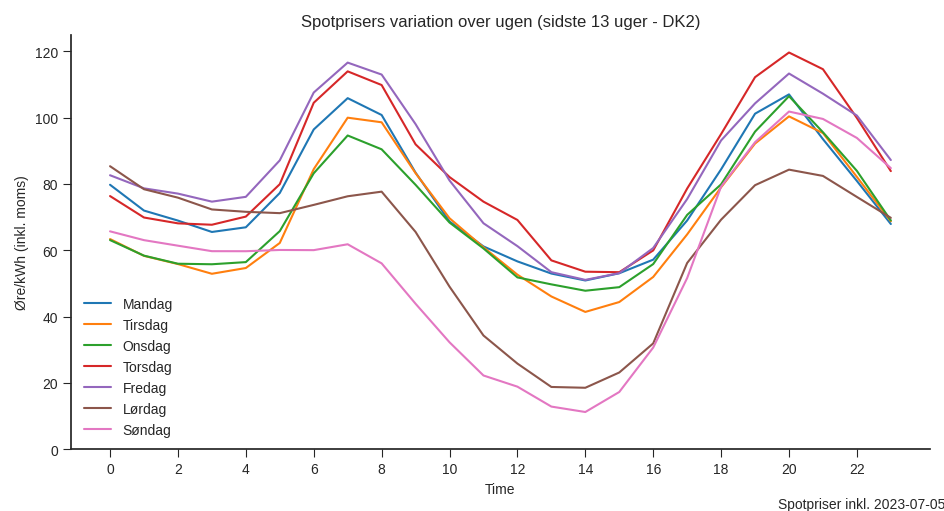 Spotprisers variation over ugen (sidste 13 uger - DK2)
Øre/kWh (inkl. moms)
120
100
80
60
40
20
0
Mandag
Tirsdag
Onsdag
Torsdag
Fredag
Lørdag
Søndag
0 2 4 6 8 10 12 14 16 18 20 22
Time
Spotpriser inkl. 2023-07-05